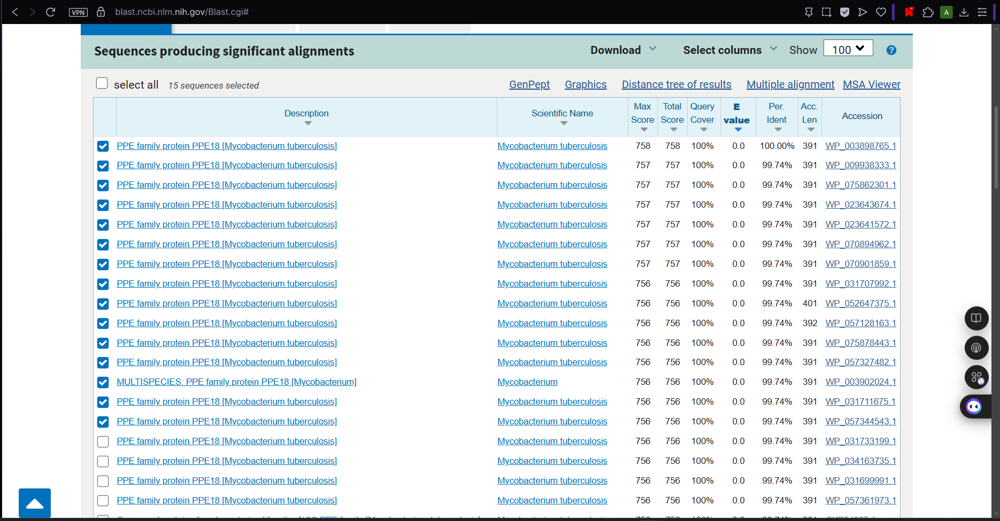 VPN blast.ncbi.nlm.nih.gov/Blast.cgi# A
Sequences producing significant alignments Download Select columns Show 100 ?
select all 15 sequences selected GenPept Graphics Distance tree of results Multiple alignment MSA Viewer
Description Scientific Name Max Score Total Score Query Cover E value Per. Ident Acc. Len Accession
PPE family protein PPE18 [Mycobacterium tuberculosis] Mycobacterium tuberculosis 758 758 100% 0.0 100.00% 391 WP_003898765.1
PPE family protein PPE18 [Mycobacterium tuberculosis] Mycobacterium tuberculosis 757 757 100% 0.0 99.74% 391 WP_009938333.1
PPE family protein PPE18 [Mycobacterium tuberculosis] Mycobacterium tuberculosis 757 757 100% 0.0 99.74% 391 WP_075862301.1
PPE family protein PPE18 [Mycobacterium tuberculosis] Mycobacterium tuberculosis 757 757 100% 0.0 99.74% 391 WP_023643674.1
PPE family protein PPE18 [Mycobacterium tuberculosis] Mycobacterium tuberculosis 757 757 100% 0.0 99.74% 391 WP_023641572.1
PPE family protein PPE18 [Mycobacterium tuberculosis] Mycobacterium tuberculosis 757 757 100% 0.0 99.74% 391 WP_070894962.1
PPE family protein PPE18 [Mycobacterium tuberculosis] Mycobacterium tuberculosis 757 757 100% 0.0 99.74% 391 WP_070901859.1
PPE family protein PPE18 [Mycobacterium tuberculosis] Mycobacterium tuberculosis 756 756 100% 0.0 99.74% 391 WP_031707992.1
PPE family protein PPE18 [Mycobacterium tuberculosis] Mycobacterium tuberculosis 756 756 100% 0.0 99.74% 401 WP_052647375.1
PPE family protein PPE18 [Mycobacterium tuberculosis] Mycobacterium tuberculosis 756 756 100% 0.0 99.74% 392 WP_057128163.1
PPE family protein PPE18 [Mycobacterium tuberculosis] Mycobacterium tuberculosis 756 756 100% 0.0 99.74% 391 WP_075878443.1
PPE family protein PPE18 [Mycobacterium tuberculosis] Mycobacterium tuberculosis 756 756 100% 0.0 99.74% 391 WP_057327482.1
MULTISPECIES: PPE family protein PPE18 [Mycobacterium] Mycobacterium 756 756 100% 0.0 99.74% 391 WP_003902024.1
PPE family protein PPE18 [Mycobacterium tuberculosis] Mycobacterium tuberculosis 756 756 100% 0.0 99.74% 391 WP_031711675.1
PPE family protein PPE18 [Mycobacterium tuberculosis] Mycobacterium tuberculosis 756 756 100% 0.0 99.74% 391 WP_057344543.1
PPE family protein PPE18 [Mycobacterium tuberculosis] Mycobacterium tuberculosis 756 756 100% 0.0 99.74% 391 WP_031733199.1
PPE family protein PPE18 [Mycobacterium tuberculosis] Mycobacterium tuberculosis 756 756 100% 0.0 99.74% 391 WP_034163735.1
PPE family protein PPE18 [Mycobacterium tuberculosis] Mycobacterium tuberculosis 756 756 100% 0.0 99.74% 391 WP_031699991.1
PPE family protein PPE18 [Mycobacterium tuberculosis] Mycobacterium tuberculosis 756 756 100% 0.0 99.74% 391 WP_057361973.1